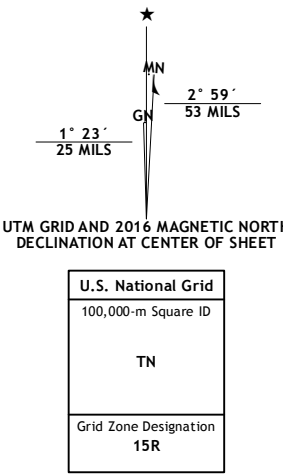 MN
GN
2° 59´
53 MILS
1° 23´
25 MILS
UTM GRID AND 2016 MAGNETIC NORTH
DECLINATION AT CENTER OF SHEET
U.S. National Grid
100,000-m Square ID
TN
Grid Zone Designation
15R